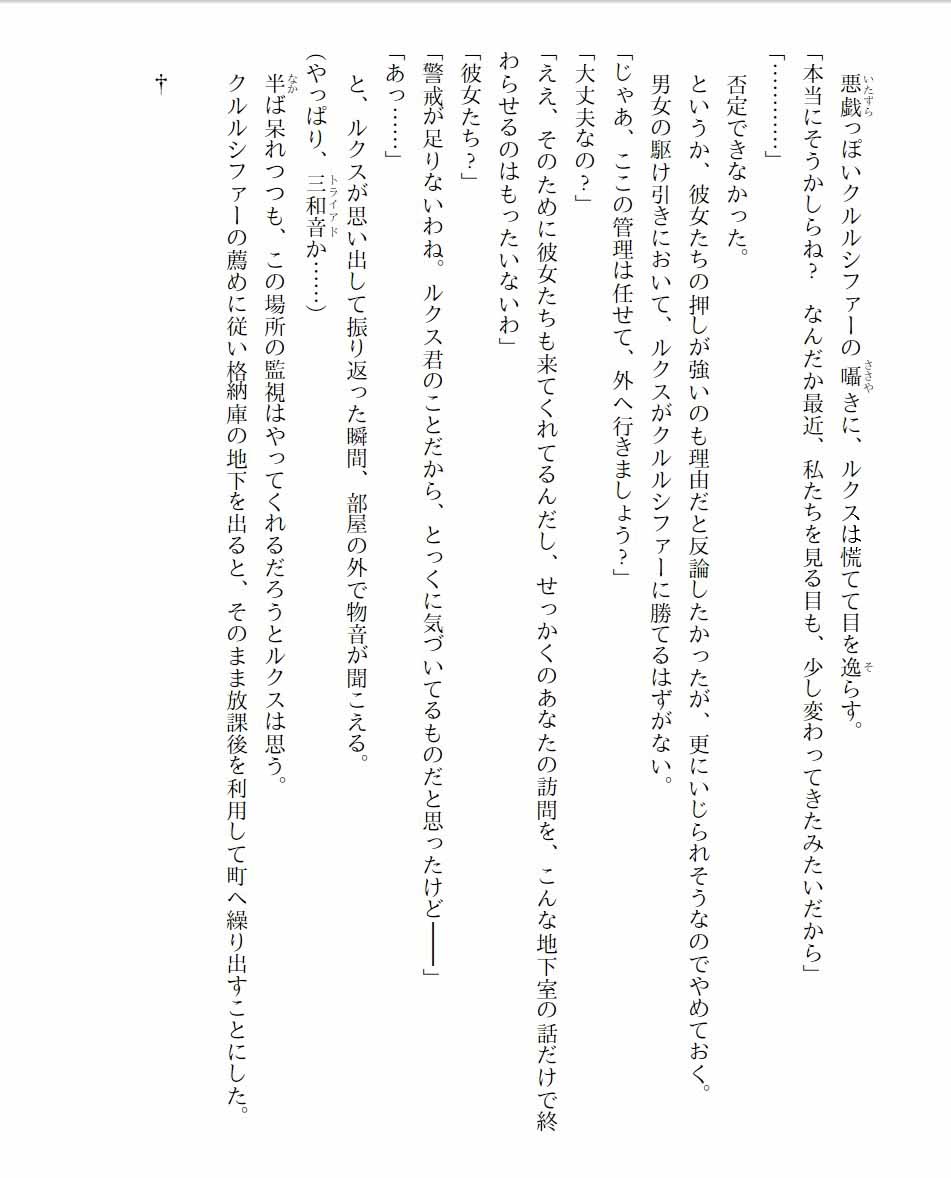 悪戯っぽいクルルシファーの囁きに、ルクスは慌てて目を逸らす。
「本当にそうかしらね？　なんだか最近、私たちを見る目も、少し変わってきたみたいだから」
「…………」
否定できなかった。
というか、彼女たちの押しが強いのも理由だと反論したかったが、更にいじられそうなのでやめておく。
男女の駆け引きにおいて、ルクスがクルルシファーに勝てるはずがない。
「じゃあ、ここの管理は任せて、外へ行きましょう？」
「大丈夫なの？」
「ええ、そのために彼女たちも来てくれてるんだし、せっかくのあなたの訪問を、こんな地下室の話だけで終
わらせるのはもったいないわ」
「彼女たち？」
「警戒が足りないわね。ルクス君のことだから、とっくに気づいてるものだと思ったけど――」
「あっ……」
と、ルクスが思い出して振り返った瞬間、部屋の外で物音が聞こえる。
（やっぱり、三和音か……）
半ば呆れつつも、この場所の監視はやってくれるだろうとルクスは思う。
クルルシファーの薦めに従い格納庫の地下を出ると、そのまま放課後を利用して町へ繰り出すことにした。
†